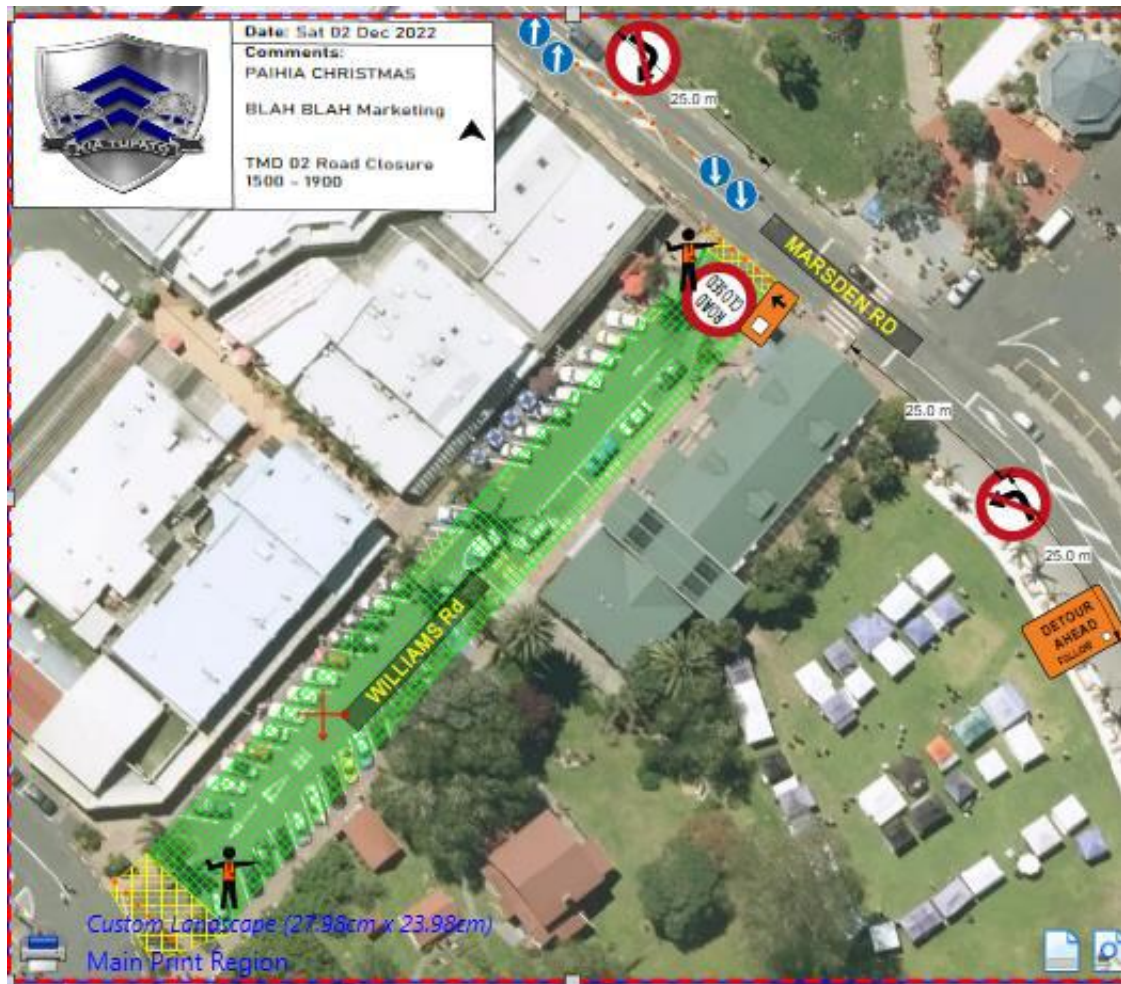 Date: Sat 02 Dec 2022
Comments:
PAIHIA CHRISTMAS
BLAH BLAH Marketing
TMD 02 Road Closure
1500 - 1900
KIA TUPATO
25.0 m
MARSDEN RD
ROAD
CLOSED
25.0 m
25.0 m
DETOUR
AHEAD
FOLLOW
WILLIAMS Rd
Custom Landscape (27.98cm x 23.98cm)
Main Print Region